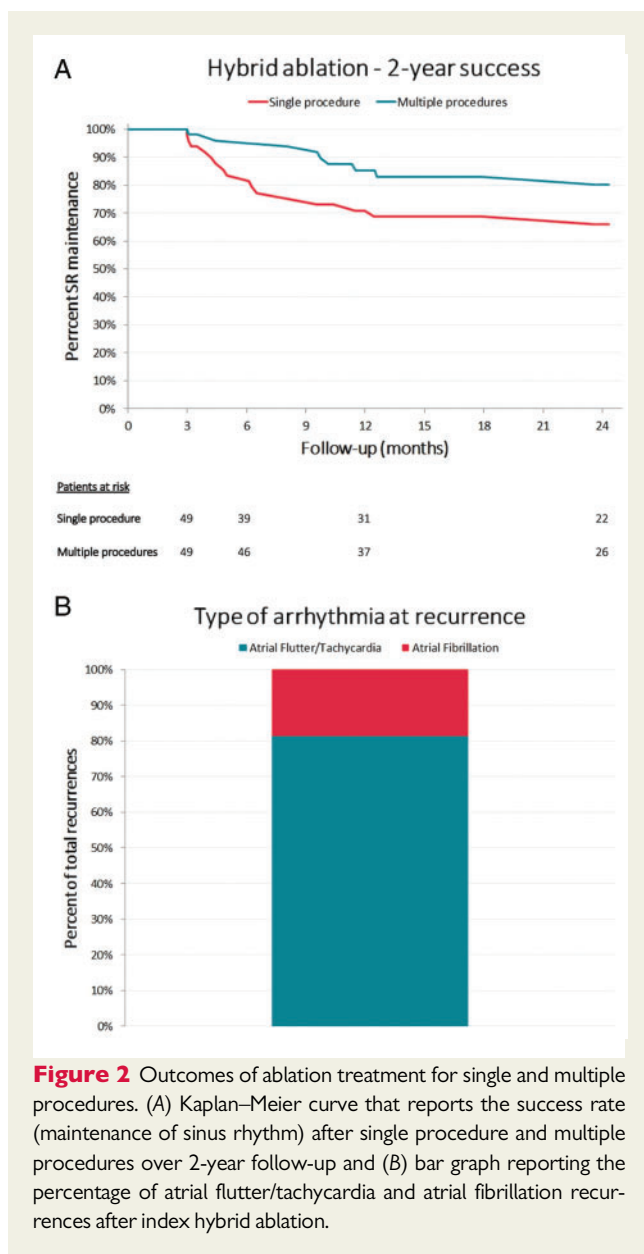 A
Hybrid ablation - 2-year success
Single procedure Multiple procedures
100%
90%
80%
70%
60%
50%
40%
30%
20%
10%
0%
Perrcent SR maintenance
0 3 6 9 12 15 18 21 24
Follow-up (months)
Patients at risk
Single procedure 49 39 31 22
Multiple procedures 49 46 37 26
B
Type of arrhythmia at recurrence
Atrial Flutter/Tachycardia Atrial Fibrillation
100%
90%
80%
70%
60%
50%
40%
30%
20%
10%
0%
Percent of total recurrences
Figure 2 Outcomes of ablation treatment for single and multiple
procedures. (A) Kaplan–Meier curve that reports the success rate
(maintenance of sinus rhythm) after single procedure and multiple
procedures over 2-year follow-up and (B) bar graph reporting the
percentage of atrial flutter/tachycardia and atrial fibrillation recur-
rences after index hybrid ablation.